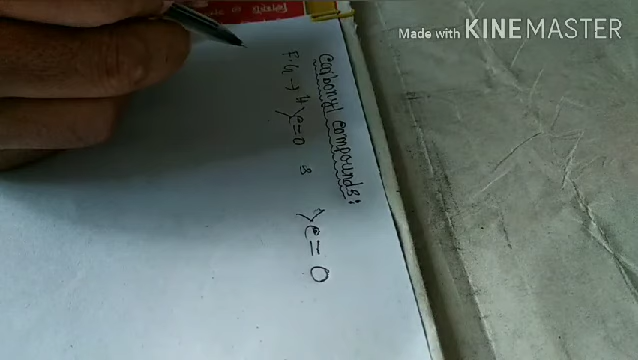 Made with KINEMASTER
Carbonyl compounds:
F.G → H >C=O & >C=O